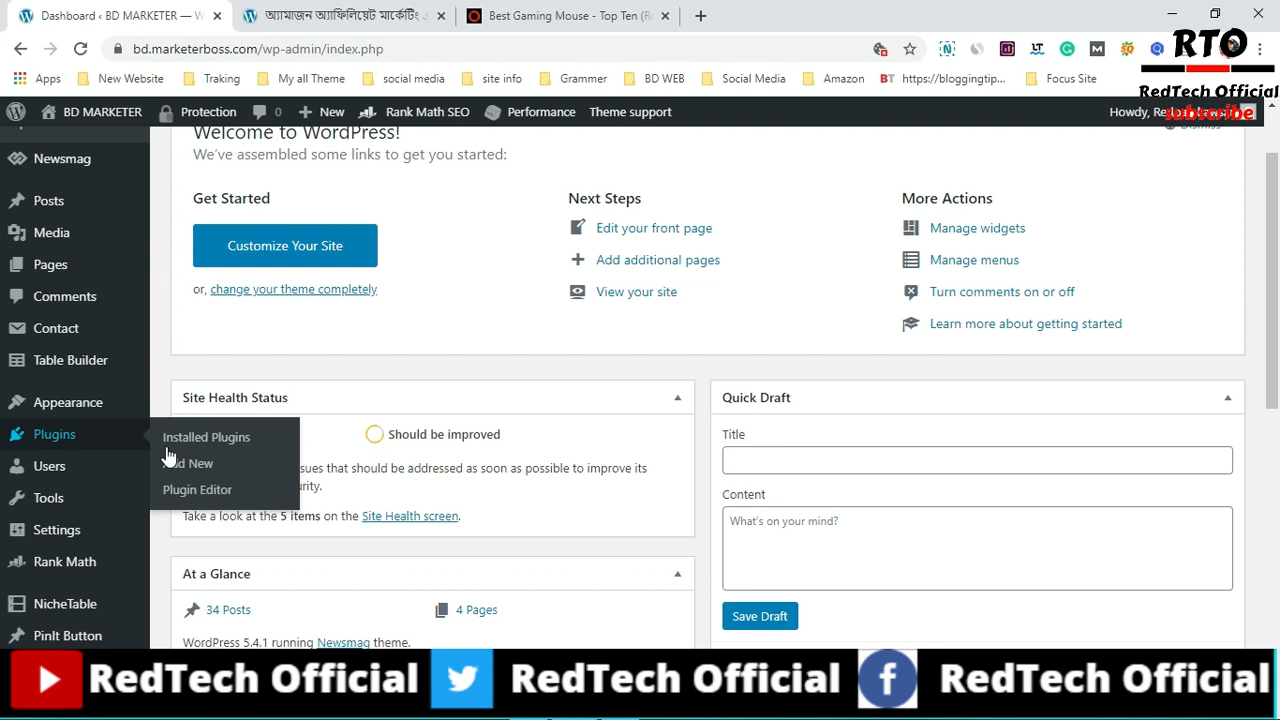 Dashboard ‹ BD MARKETER — W
অ্যামাজন অ্যাফিলিয়েট মার্কেটিং এ
Best Gaming Mouse - Top Ten (R
bd.marketerboss.com/wp-admin/index.php
Apps New Website Traking My all Theme social media site info Grammer BD WEB Social Media Amazon BT https://bloggingtip... Focus Site
RTO
RedTech Official
subscribe
BD MARKETER Protection 0 New Rank Math SEO Performance Theme support Howdy,
Dismiss
Newsmag
Posts
Media
Pages
Comments
Contact
Table Builder
Appearance
Plugins
Users
Tools
Settings
Rank Math
NicheTable
PinIt Button
Installed Plugins
Add New
Plugin Editor
Welcome to WordPress!
We've assembled some links to get you started:
Get Started
Customize Your Site
or, change your theme completely
Next Steps
Edit your front page
Add additional pages
View your site
More Actions
Manage widgets
Manage menus
Turn comments on or off
Learn more about getting started
Site Health Status
Should be improved
ssues that should be addressed as soon as possible to improve its
urity.
Take a look at the 5 items on the Site Health screen.
At a Glance
34 Posts
4 Pages
WordPress 5.4.1 running Newsmag theme.
Quick Draft
Title
Content
What's on your mind?
Save Draft
RedTech Official RedTech Official RedTech Official